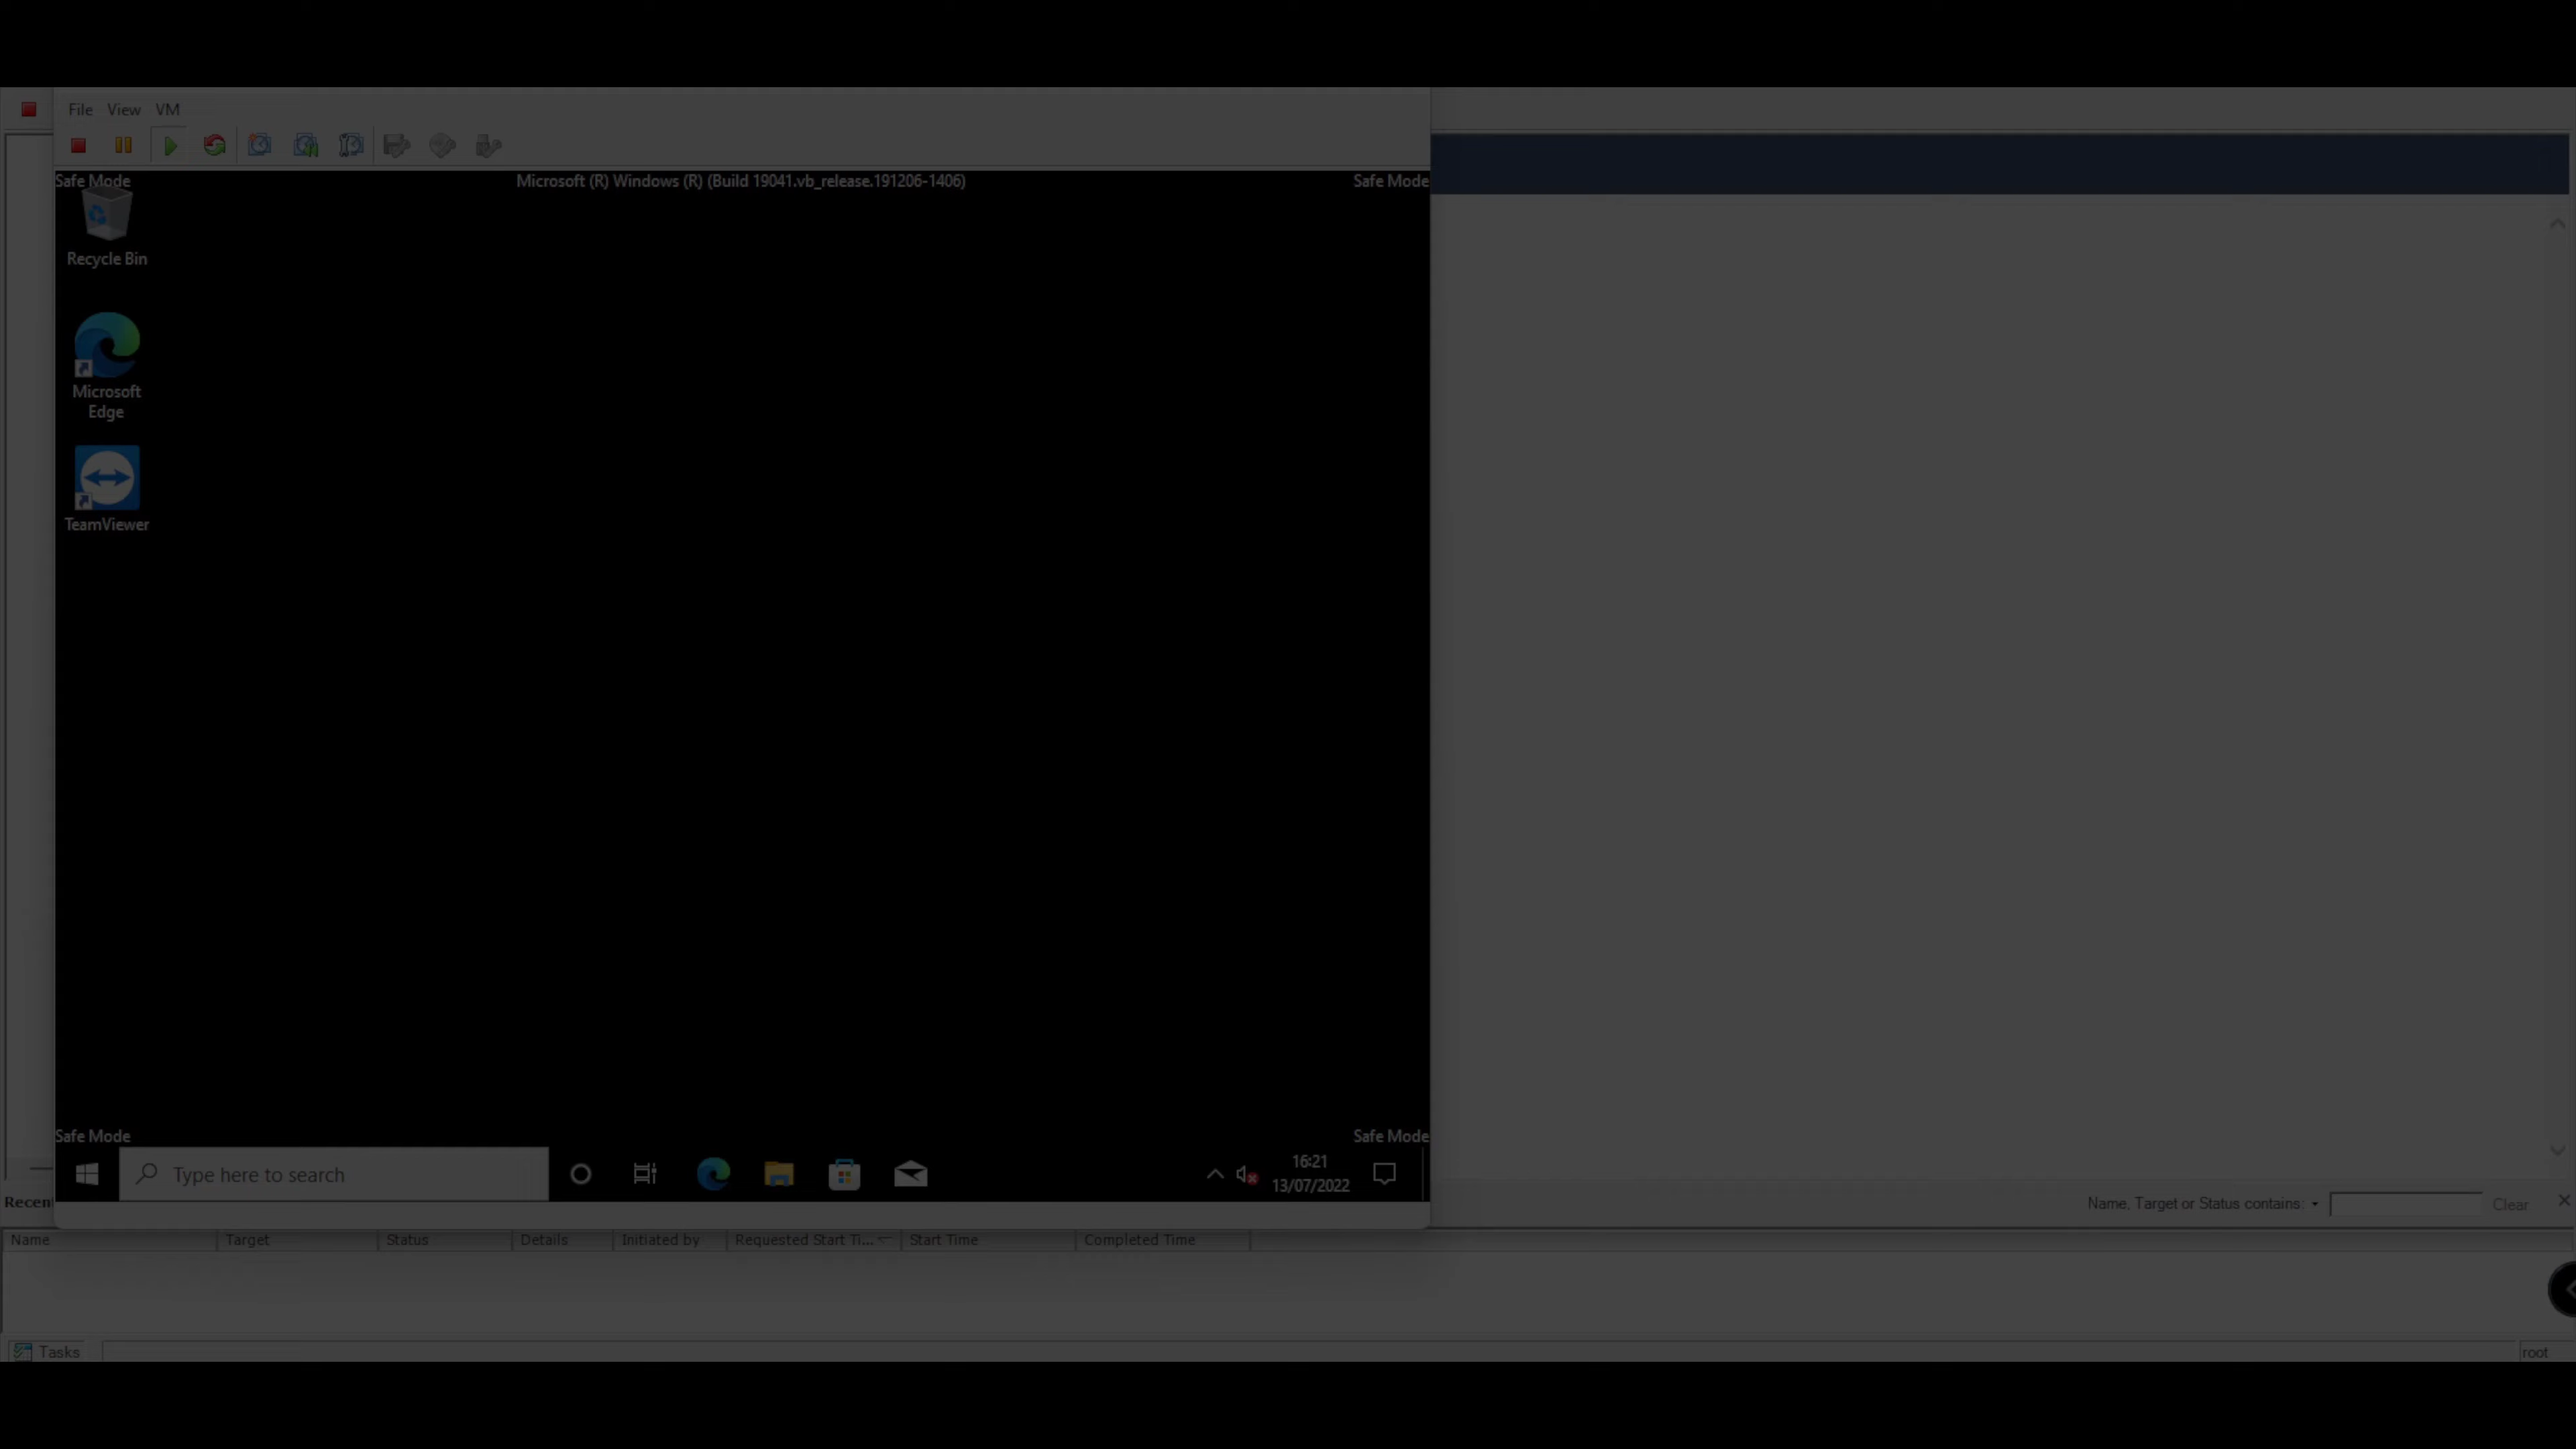 File View VM
Safe Mode
Microsoft (R) Windows (R) (Build 19041.vb_release.191206-1406)
Safe Mode
Recycle Bin
Microsoft
Edge
TeamViewer
Safe Mode
Safe Mode
Type here to search
16:21
13/07/2022
Recen
Name, Target or Status contains:
Clear
Name Target Status Details Initiated by Requested Start Ti... Start Time Completed Time
Tasks
root